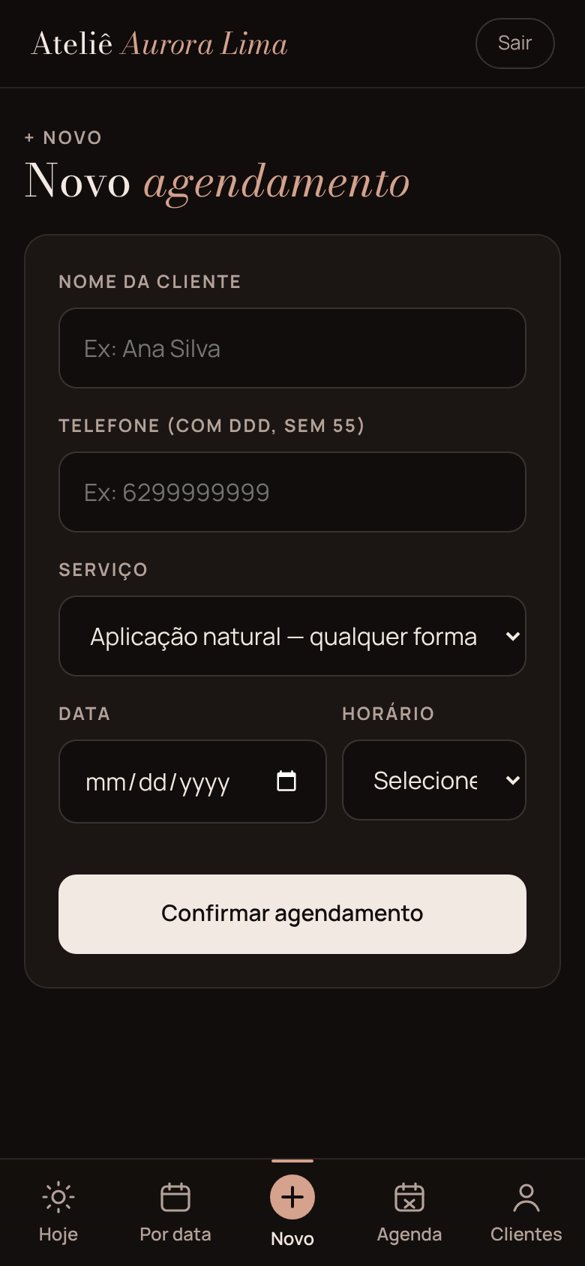 Ateliê Aurora Lima
Sair
+ NOVO
Novo agendamento
NOME DA CLIENTE
Ex: Ana Silva
TELEFONE (COM DDD, SEM 55)
Ex: 6299999999
SERVIÇO
Aplicação natural — qualquer forma
DATA HORÁRIO
mm/dd/yyyy Selecione
Confirmar agendamento
Hoje Por data Novo Agenda Clientes